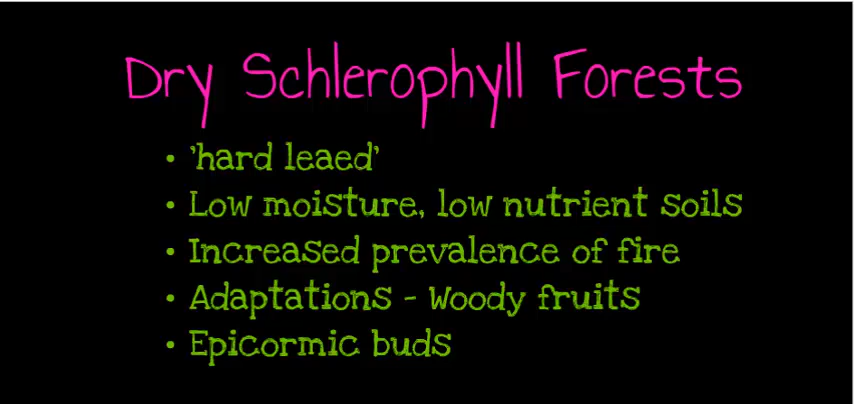 Dry Schlerophyll Forests
• 'hard leaed'
• Low moisture, low nutrient soils
• Increased prevalence of fire
• Adaptations - Woody fruits
• Epicormic buds